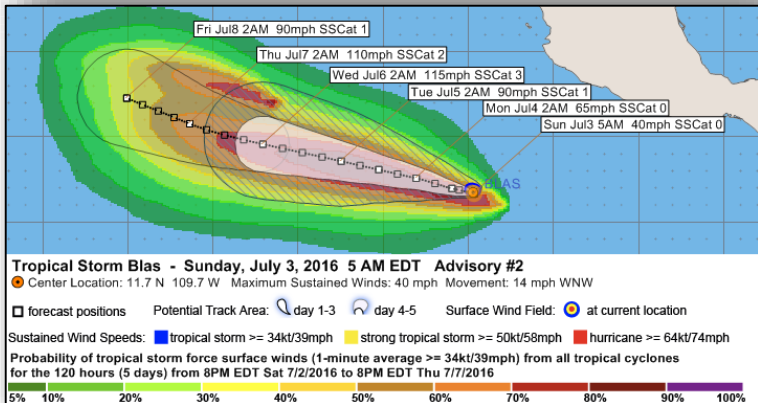 Fri Jul8 2AM 90mph SSCat 1
Thu Jul7 2AM 110mph SSCat 2
Wed Jul6 2AM 115mph SSCat 3
Tue Jul5 2AM 90mph SSCat 1
Mon Jul4 2AM 65mph SSCat 0
Sun Jul3 5AM 40mph SSCat 0
BLAS
Tropical Storm Blas - Sunday, July 3, 2016 5 AM EDT Advisory #2
Center Location: 11.7 N 109.7 W Maximum Sustained Winds: 40 mph Movement: 14 mph WNW
forecast positions Potential Track Area: day 1-3 day 4-5 Surface Wind Field: at current location
Sustained Wind Speeds: tropical storm >= 34kt/39mph strong tropical storm >= 50kt/58mph hurricane >= 64kt/74mph
Probability of tropical storm force surface winds (1-minute average >= 34kt/39mph) from all tropical cyclones
for the 120 hours (5 days) from 8PM EDT Sat 7/2/2016 to 8PM EDT Thu 7/7/2016
5% 10% 20% 30% 40% 50% 60% 70% 80% 90% 100%